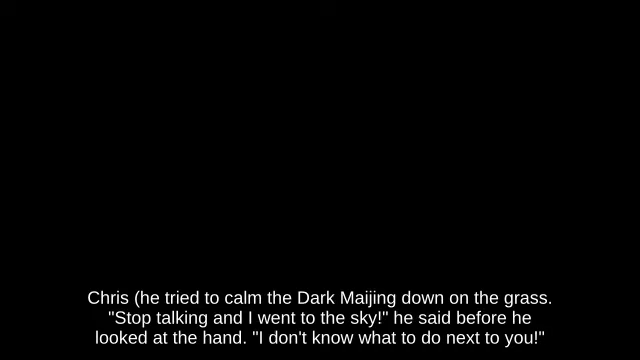 Chris (he tried to calm the Dark Maijing down on the grass.
"Stop talking and I went to the sky!" he said before he
looked at the hand. "I don't know what to do next to you!"